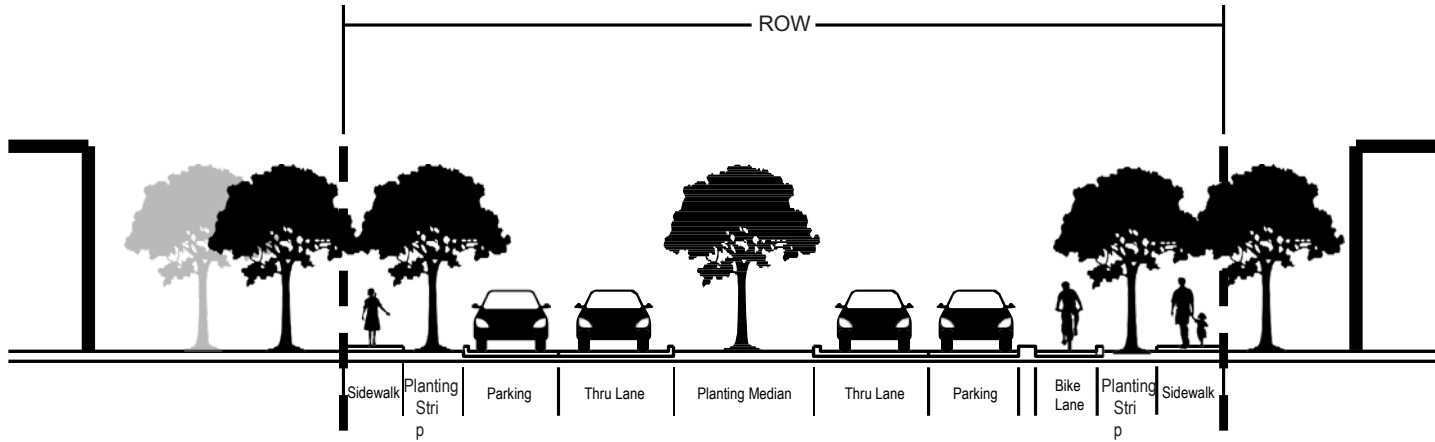 ROW
Sidewalk
Planting
Stri
p
Parking
Thru Lane
Planting Median
Thru Lane
Parking
Bike
Lane
Planting
Stri
p
Sidewalk